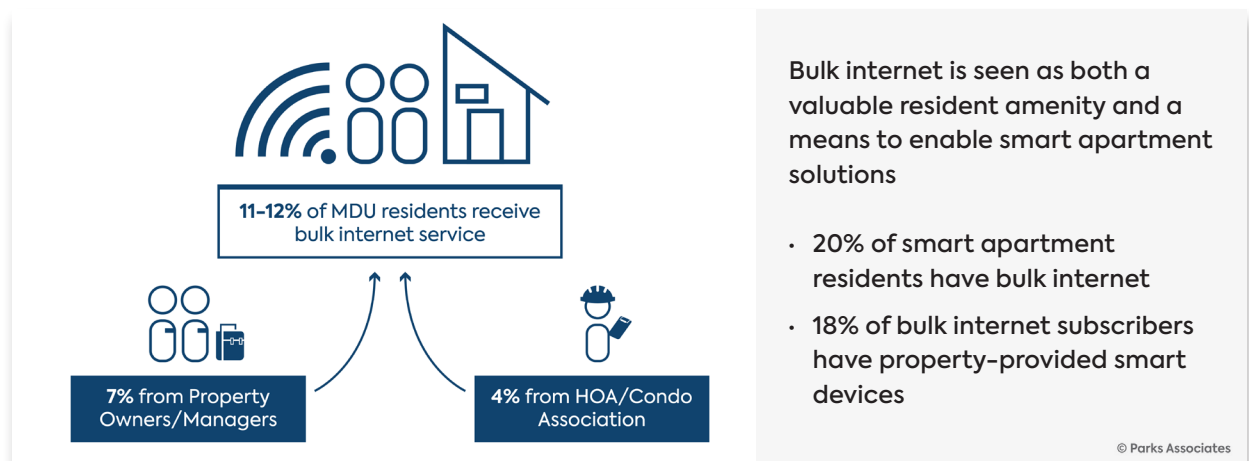 11-12% of MDU residents receive
bulk internet service
7% from Property
Owners/Managers
4% from HOA/Condo
Association
Bulk internet is seen as both a
valuable resident amenity and a
means to enable smart apartment
solutions
• 20% of smart apartment
residents have bulk internet
• 18% of bulk internet subscribers
have property-provided smart
devices
© Parks Associates